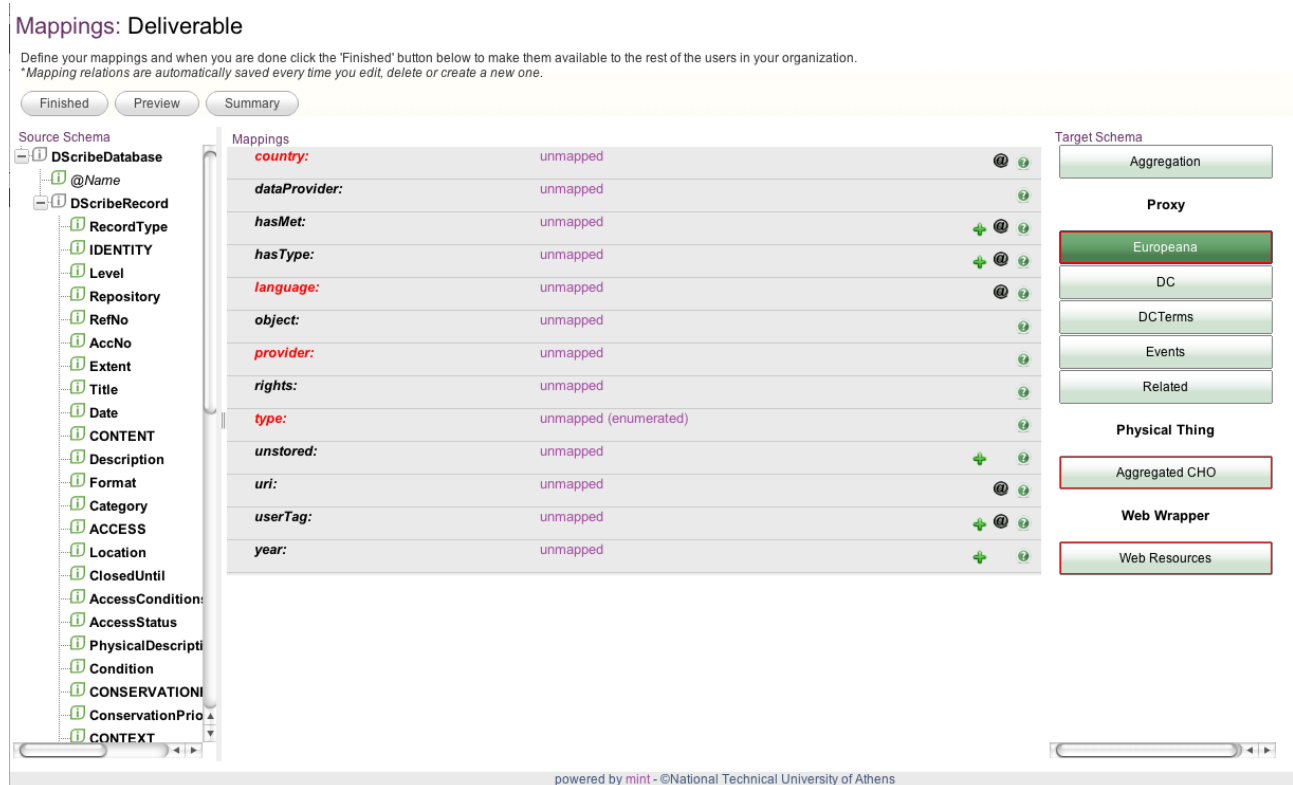 Mappings: Deliverable
Define your mappings and when you are done click the 'Finished' button below to make them available to the rest of the users in your organization.
*Mapping relations are automatically saved every time you edit, delete or create a new one.
Finished Preview Summary
Source Schema
DScribeDatabase
@Name
DScribeRecord
RecordType
IDENTITY
Level
Repository
RefNo
AccNo
Extent
Title
Date
CONTENT
Description
Format
Category
ACCESS
Location
ClosedUntil
AccessConditions
AccessStatus
PhysicalDescripti
Condition
CONSERVATION
ConservationPrio
CONTEXT
Mappings
country: unmapped @ ?
dataProvider: unmapped ?
hasMet: unmapped @ ?
hasType: unmapped @ ?
language: unmapped @ ?
object: unmapped ?
provider: unmapped ?
rights: unmapped ?
type: unmapped (enumerated) ?
unstored: unmapped ?
uri: unmapped @ ?
userTag: unmapped @ ?
year: unmapped ?
Target Schema
Aggregation
Proxy
Europeana
DC
DCTerms
Events
Related
Physical Thing
Aggregated CHO
Web Wrapper
Web Resources
powered by mint - ©National Technical University of Athens